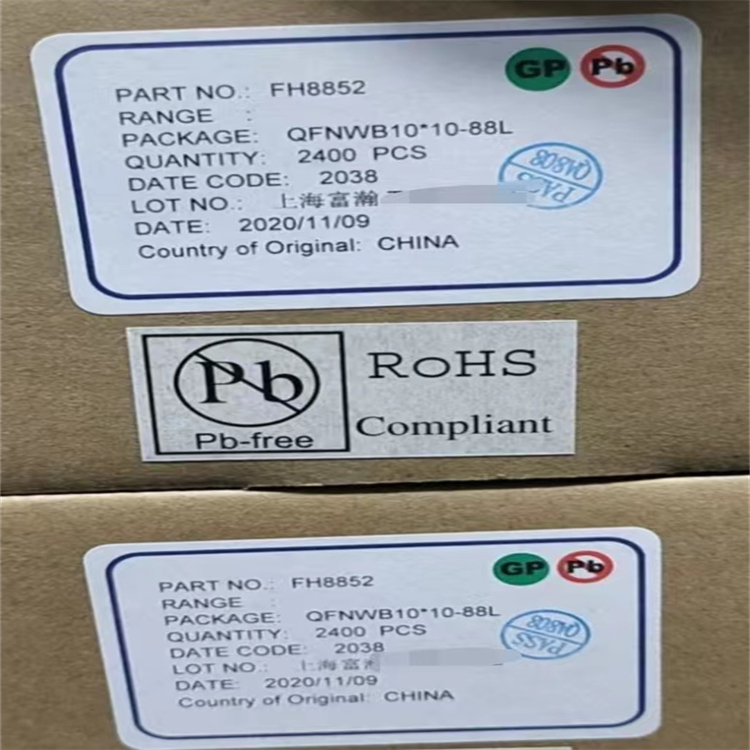 GP Pb
PART NO.: FH8852
RANGE :
PACKAGE: QFNWB10*10-88L
QUANTITY: 2400 PCS
DATE CODE: 2038
LOT NO.: 上海富瀚
DATE: 2020/11/09
Country of Original: CHINA
QA808
PASS
Pb
Pb-free
RoHS
Compliant
GP Pb
PART NO.: FH8852
RANGE :
PACKAGE: QFNWB10*10-88L
QUANTITY: 2400 PCS
DATE CODE: 2038
LOT NO.: 上海富
DATE: 2020/11/09
Country of Original: CHINA
QA808
PASS